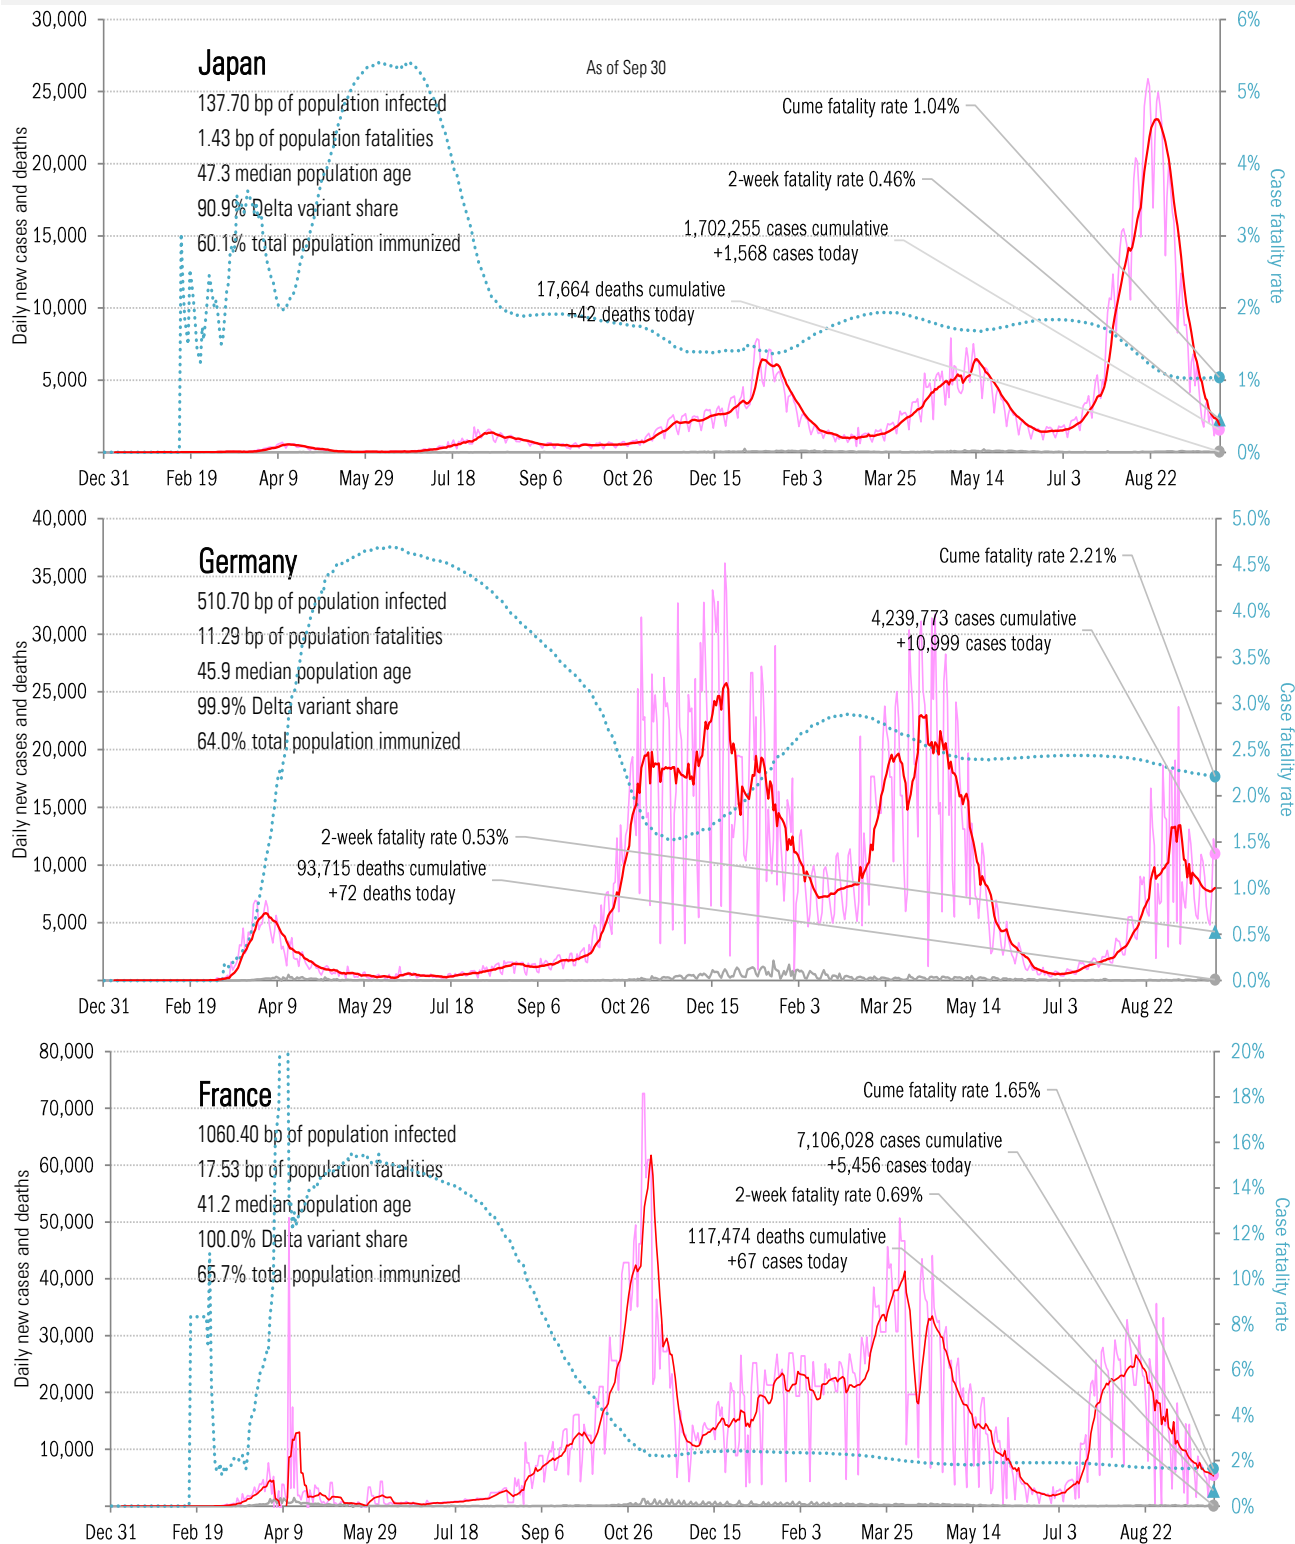 30,000
25,000
20,000
15,000
10,000
5,000
Daily new cases and deaths
Japan
137.70 bp of population infected
1.43 bp of population fatalities
47.3 median population age
90.9% Delta variant share
60.1% total population immunized
As of Sep 30
Cume fatality rate 1.04%
2-week fatality rate 0.46%
1,702,255 cases cumulative
+1,568 cases today
17,664 deaths cumulative
+42 deaths today
6%
5%
4%
3%
2%
1%
0%
Case fatality rate
Dec 31 Feb 19 Apr 9 May 29 Jul 18 Sep 6 Oct 26 Dec 15 Feb 3 Mar 25 May 14 Jul 3 Aug 22
40,000
35,000
30,000
25,000
20,000
15,000
10,000
5,000
Daily new cases and deaths
Germany
510.70 bp of population infected
11.29 bp of population fatalities
45.9 median population age
99.9% Delta variant share
64.0% total population immunized
Cume fatality rate 2.21%
4,239,773 cases cumulative
+10,999 cases today
2-week fatality rate 0.53%
93,715 deaths cumulative
+72 deaths today
5.0%
4.5%
4.0%
3.5%
3.0%
2.5%
2.0%
1.5%
1.0%
0.5%
0.0%
Case fatality rate
Dec 31 Feb 19 Apr 9 May 29 Jul 18 Sep 6 Oct 26 Dec 15 Feb 3 Mar 25 May 14 Jul 3 Aug 22
80,000
70,000
60,000
50,000
40,000
30,000
20,000
10,000
Daily new cases and deaths
France
1060.40 bp of population infected
17.53 bp of population fatalities
41.2 median population age
100.0% Delta variant share
65.7% total population immunized
Cume fatality rate 1.65%
7,106,028 cases cumulative
+5,456 cases today
2-week fatality rate 0.69%
117,474 deaths cumulative
+67 cases today
20%
18%
16%
14%
12%
10%
8%
6%
4%
2%
0%
Case fatality rate
Dec 31 Feb 19 Apr 9 May 29 Jul 18 Sep 6 Oct 26 Dec 15 Feb 3 Mar 25 May 14 Jul 3 Aug 22